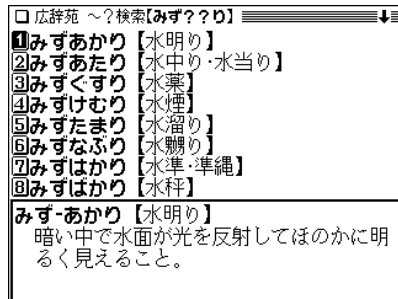 広辞苑 ～?検索【みず??り】
1みずあかり【水明り】
2みずあたり【水中り·水当り】
3みずぐすり【水薬】
4みずけむり【水煙】
5みずたまり【水溜り】
6みずなぶり【水嬲り】
7みずはかり【水準·準縄】
8みずばかり【水秤】
みず-あかり【水明り】
暗い中で水面が光を反射してほのかに明
るく見えること。